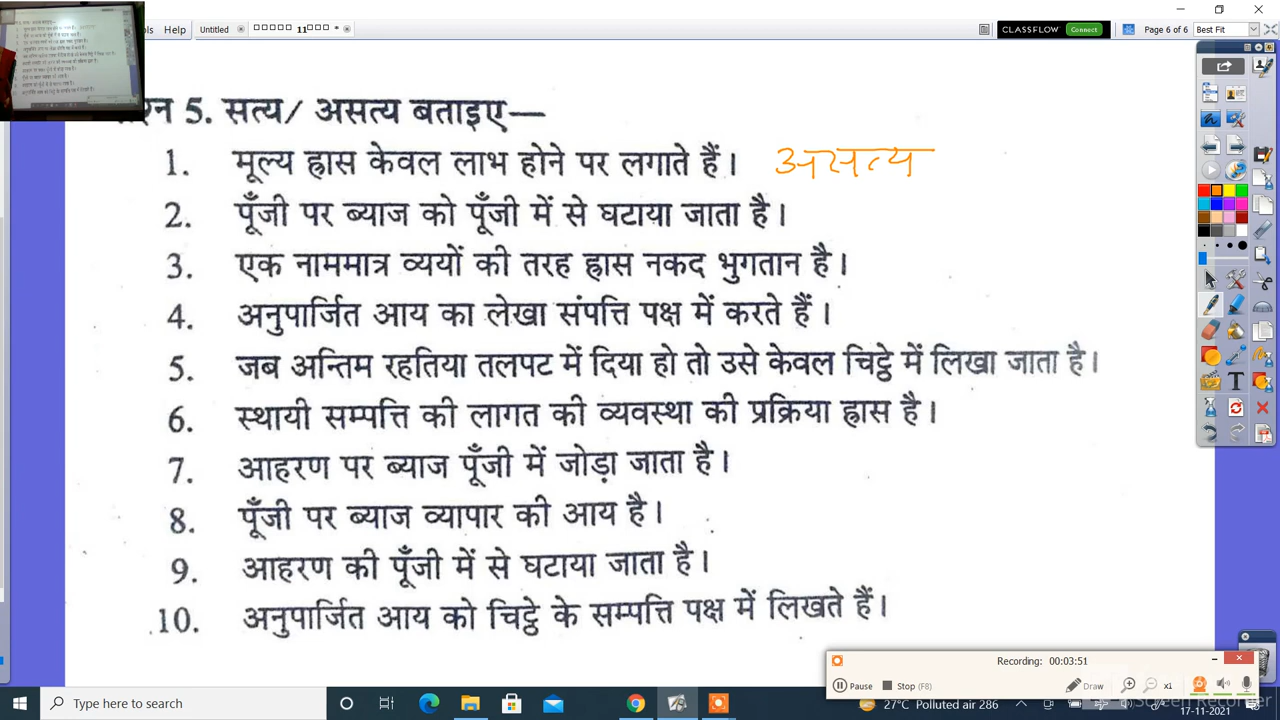 ols Help Untitled 11 *
CLASSFLOW Connect Page 6 of 6 Best Fit
5. सत्य/ असत्य बताइए—
1. मूल्य ह्रास केवल लाभ होने पर लगाते हैं। असत्य
2. पूँजी पर ब्याज को पूँजी में से घटाया जाता है।
3. एक नाममात्र व्ययों की तरह ह्रास नकद भुगतान है।
4. अनुपार्जित आय का लेखा संपत्ति पक्ष में करते हैं।
5. जब अन्तिम रहतिया तलपट में दिया हो तो उसे केवल चिट्ठे में लिखा जाता है।
6. स्थायी सम्पत्ति की लागत की व्यवस्था की प्रक्रिया ह्रास है।
7. आहरण पर ब्याज पूँजी में जोड़ा जाता है।
8. पूँजी पर ब्याज व्यापार की आय है।
9. आहरण की पूँजी में से घटाया जाता है।
10. अनुपार्जित आय को चिट्ठे के सम्पत्ति पक्ष में लिखते हैं।
Recording: 00:03:51
Pause Stop (F8) Draw x1
Screen Recorder
Type here to search 27°C Polluted air 286 17-11-2021